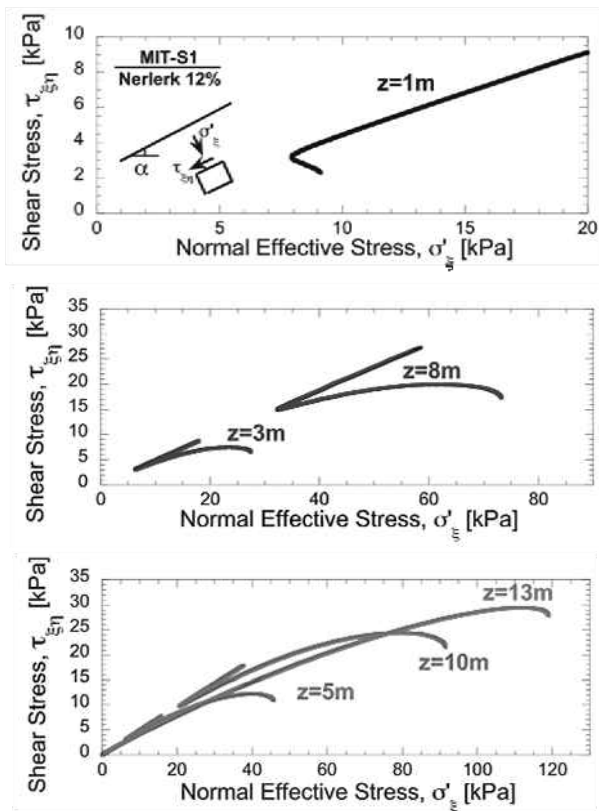 Shear Stress, τξη [kPa]
10
8
6
4
2
0
MIT-S1
Nerlerk 12%
z=1m
σ'ξ
τξη
α
0 5 10 15 20
Normal Effective Stress, σ'ξ [kPa]
Shear Stress, τξη [kPa]
35
30
25
20
15
10
5
0
z=8m
z=3m
0 20 40 60 80
Normal Effective Stress, σ'ξ [kPa]
Shear Stress, τξη [kPa]
35
30
25
20
15
10
5
0
z=13m
z=10m
z=5m
0 20 40 60 80 100 120
Normal Effective Stress, σ'ξ [kPa]